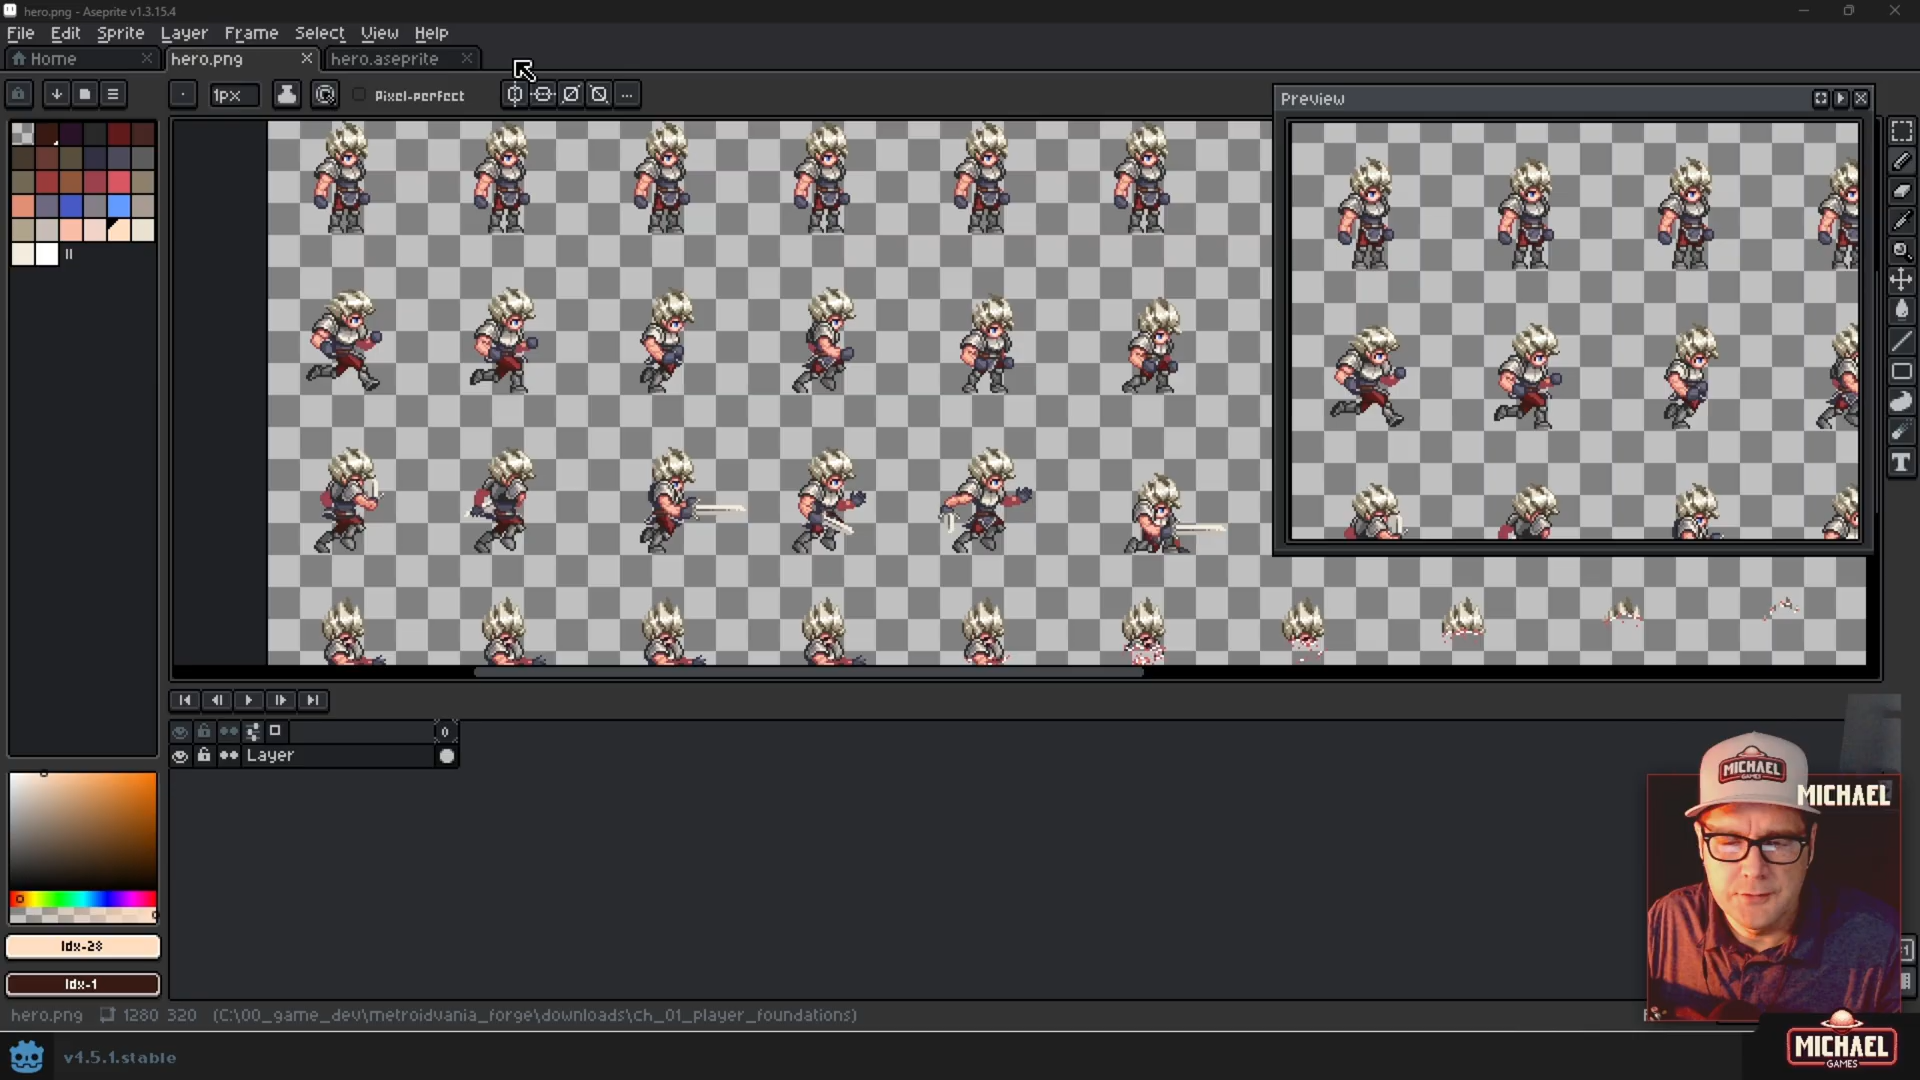 hero.png - Aseprite v1.3.15.4
File Edit Sprite Layer Frame Select View Help
Home
hero.png
hero.aseprite
1px
Pixel-perfect
...
Preview
0
Layer
Idx-28
Idx-1
hero.png 1280 320 (C:\00_game_dev\metroidvania_forge\downloads\ch_01_player_foundations)
v4.5.1.stable
MICHAEL
GAMES
MICHAEL
MICHAEL
GAMES